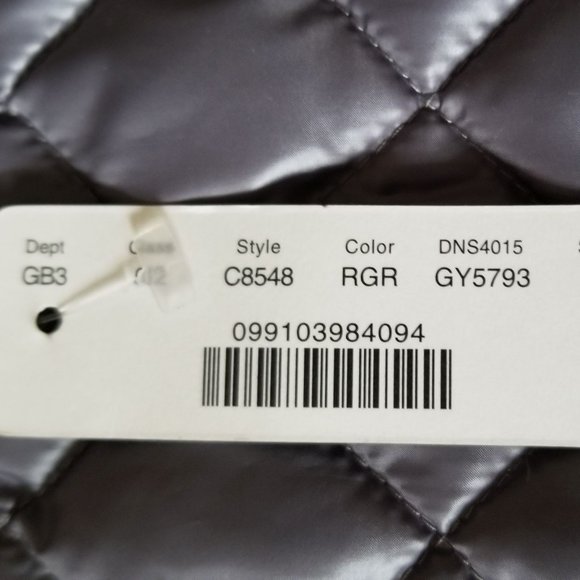 Dept Style Color DNS4015
GB3 C8548 RGR GY5793
099103984094